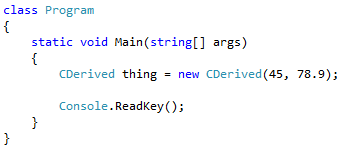 class Program
{
    static void Main(string[] args)
    {
        CDerived thing = new CDerived(45, 78.9);

        Console.ReadKey();
    }
}